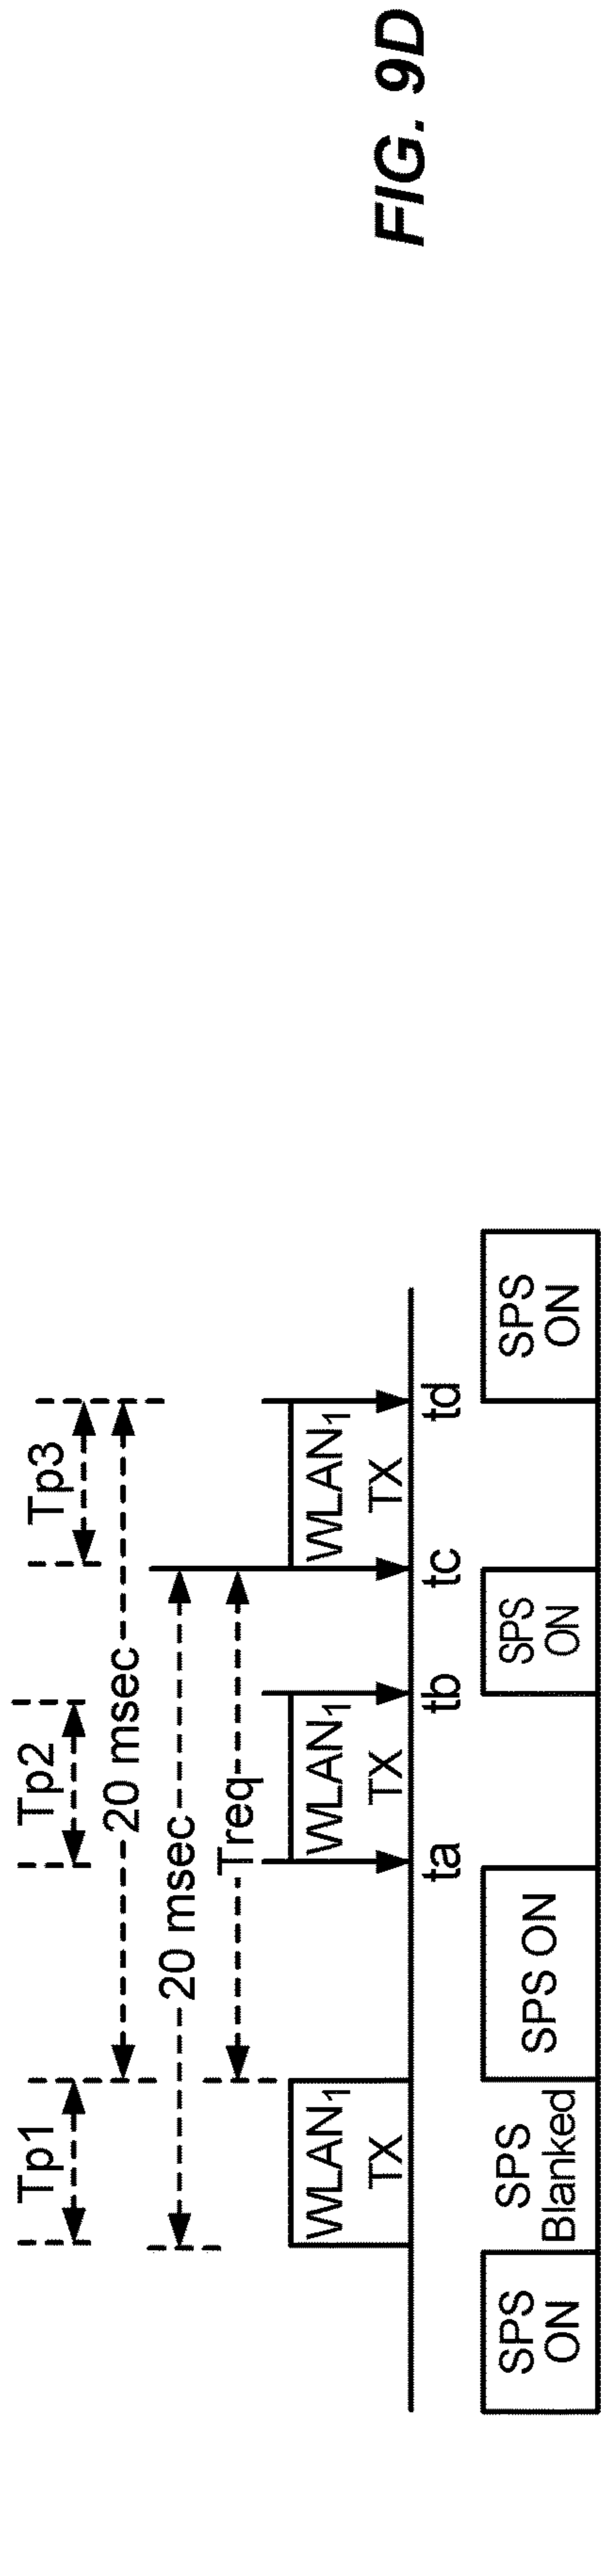 Tp1
Tp2
Tp3
20 msec
20 msec
Treq
WLAN1
TX
WLAN1
TX
WLAN1
TX
ta
tb
tc
td
SPS
ON
SPS
Blanked
SPS ON
SPS
ON
SPS
ON
FIG. 9D